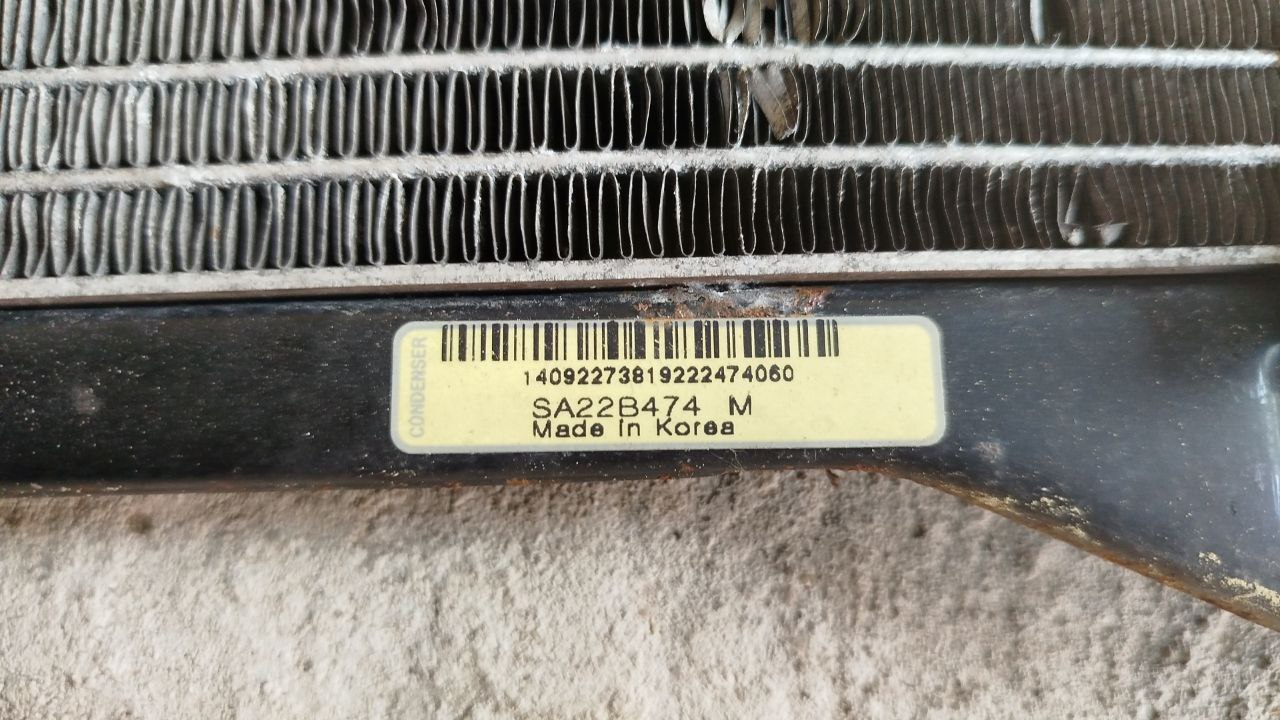 CONDENSER
14092273819222474060
SA22B474 M
Made in Korea